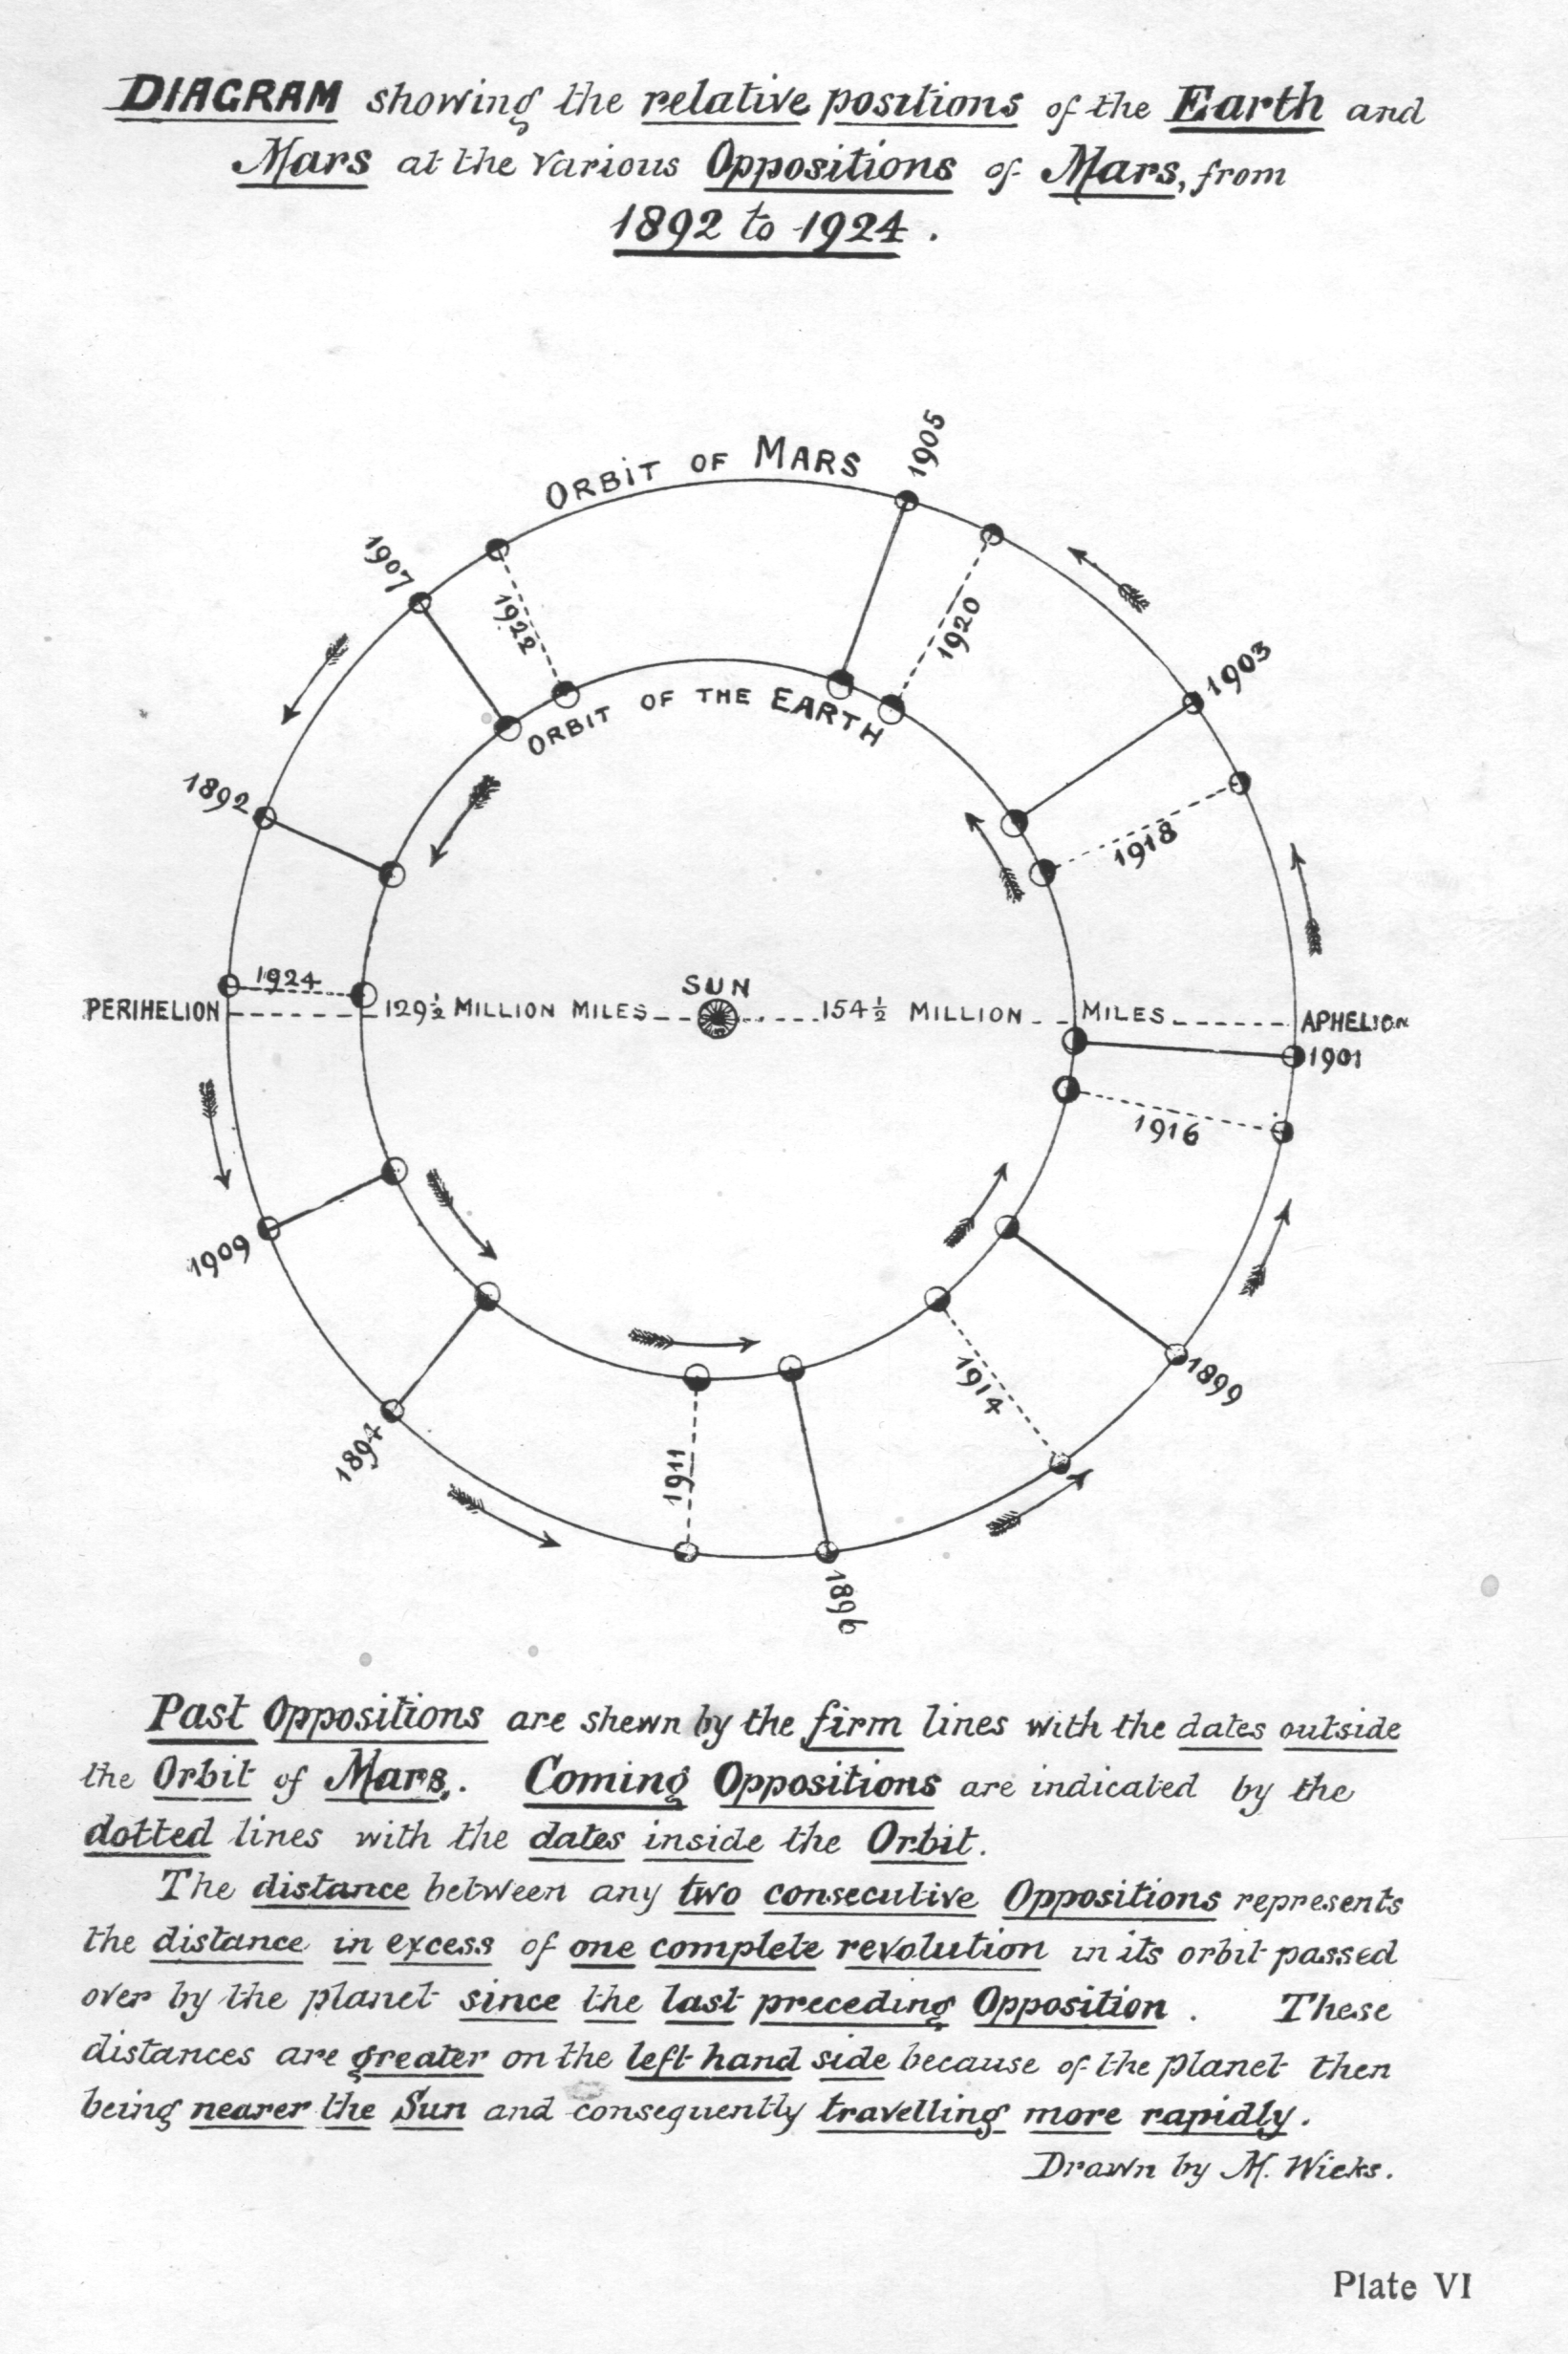 DIAGRAM showing the relative positions of the Earth and
Mars at the various Oppositions of Mars, from
1892 to 1924.
ORBIT OF MARS
1905
1907
1922
1920
1903
ORBIT OF THE EARTH
1892
1918
1924
SUN
PERIHELION
129½ MILLION MILES
154½ MILLION MILES
APHELION
1901
1916
1909
1899
1914
1894
1911
1896
Past Oppositions are shewn by the firm lines with the dates outside
the Orbit of Mars,. Coming Oppositions are indicated by the
dotted lines with the dates inside the Orbit.
The distance between any two consecutive Oppositions represents
the distance in excess of one complete revolution in its orbit passed
over by the planet since the last preceding Opposition. These
distances are greater on the left hand side because of the planet then
being nearer the Sun and consequently travelling more rapidly.
Drawn by M. Wicks.
Plate VI